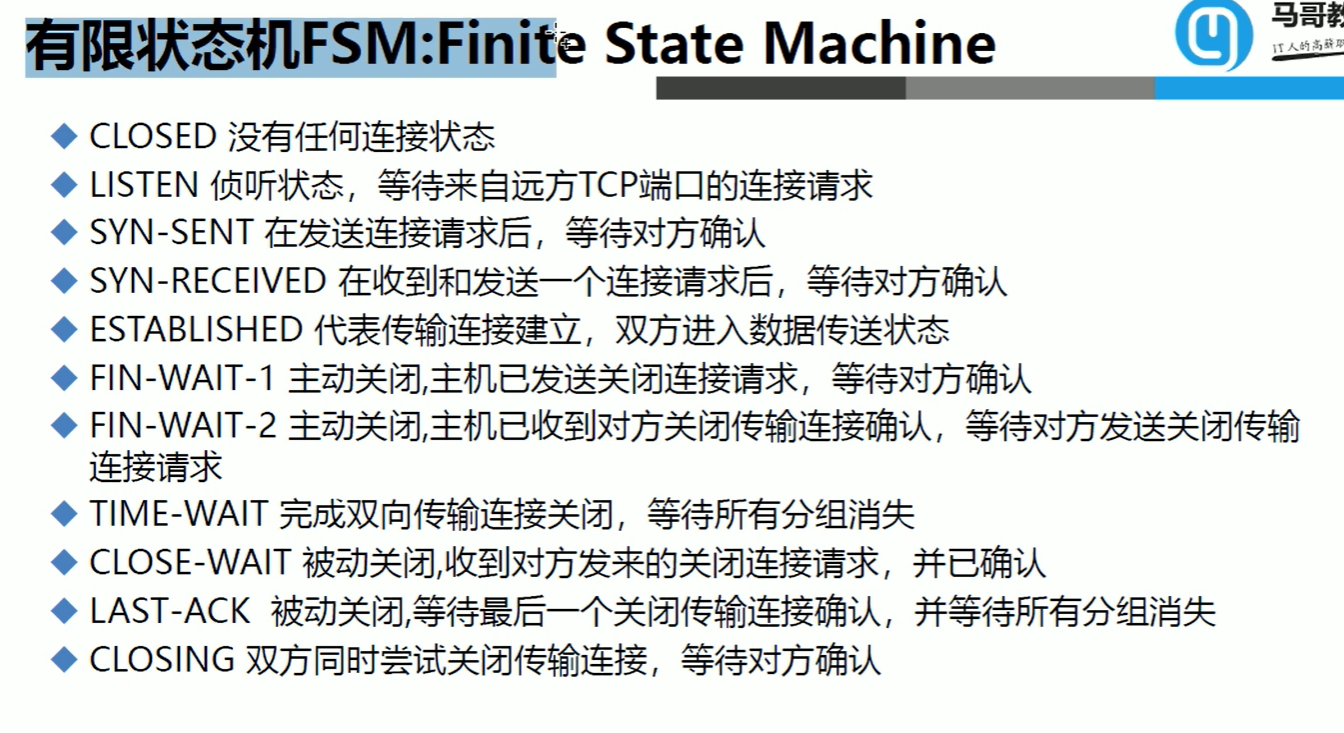 有限状态机FSM:Finite State Machine
马哥教
IT人的高薪职
CLOSED 没有任何连接状态
LISTEN 侦听状态，等待来自远方TCP端口的连接请求
SYN-SENT 在发送连接请求后，等待对方确认
SYN-RECEIVED 在收到和发送一个连接请求后，等待对方确认
ESTABLISHED 代表传输连接建立，双方进入数据传送状态
FIN-WAIT-1 主动关闭,主机已发送关闭连接请求，等待对方确认
FIN-WAIT-2 主动关闭,主机已收到对方关闭传输连接确认，等待对方发送关闭传输
连接请求
TIME-WAIT 完成双向传输连接关闭，等待所有分组消失
CLOSE-WAIT 被动关闭,收到对方发来的关闭连接请求，并已确认
LAST-ACK 被动关闭,等待最后一个关闭传输连接确认，并等待所有分组消失
CLOSING 双方同时尝试关闭传输连接，等待对方确认